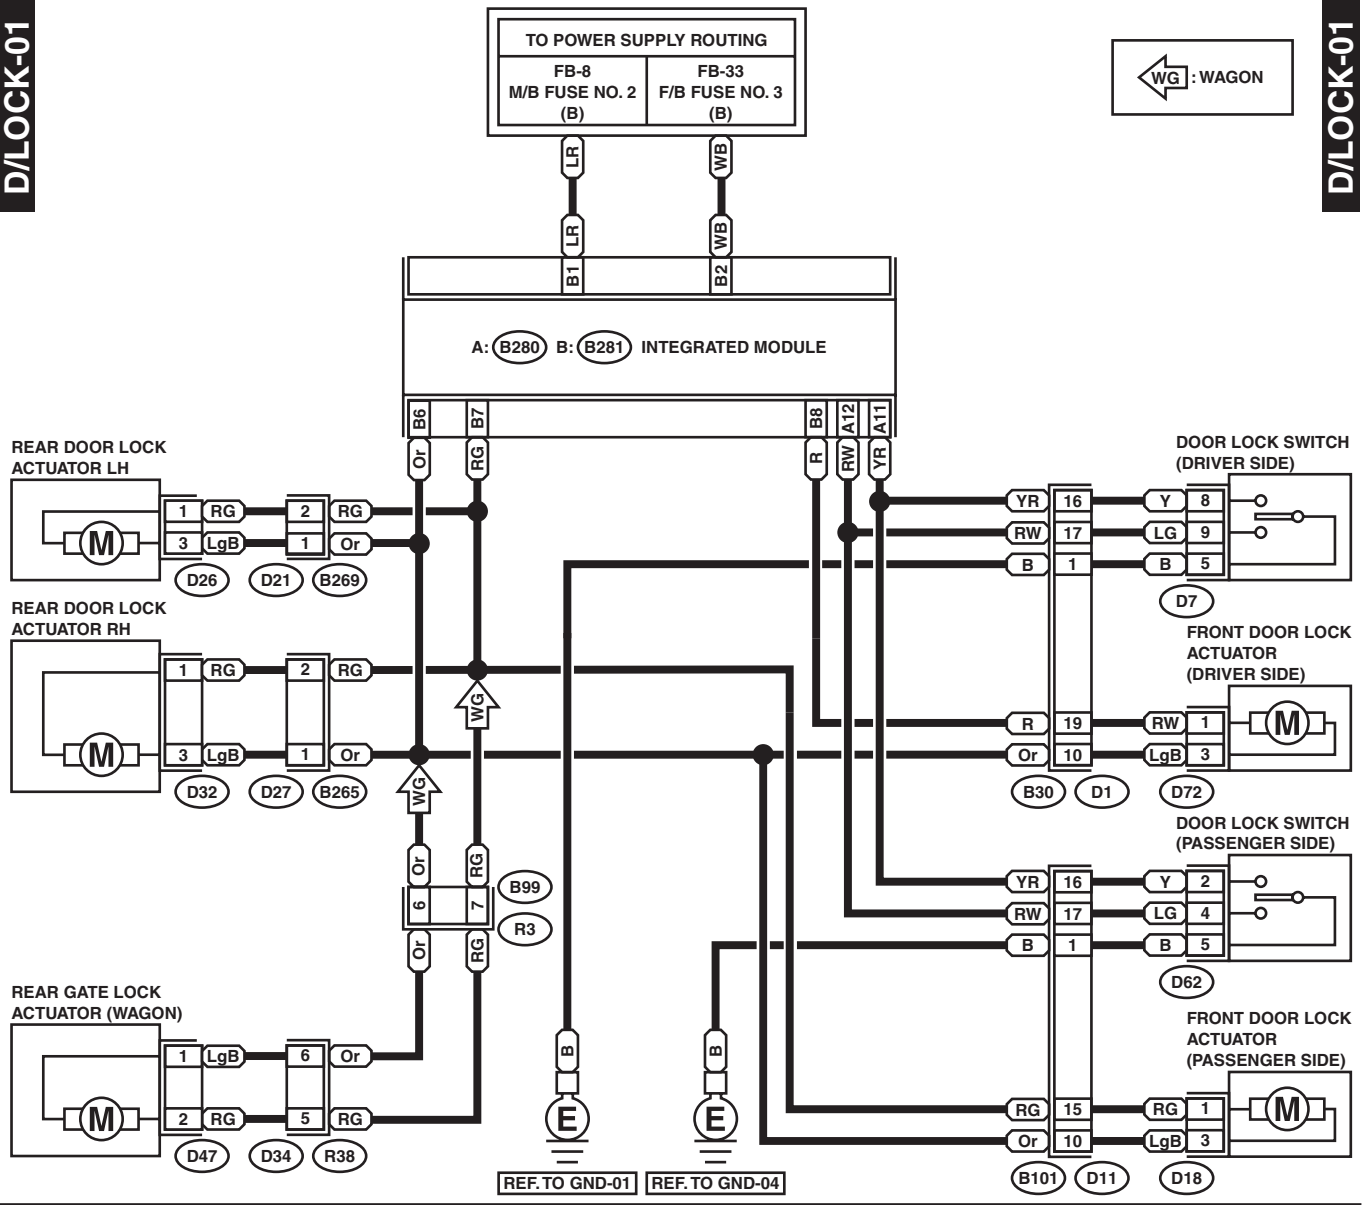 D/LOCK-01
D/LOCK-01
TO POWER SUPPLY ROUTING
FB-8
M/B FUSE NO. 2
(B)
FB-33
F/B FUSE NO. 3
(B)
WG : WAGON
LR
WB
LR
WB
B1
B2
A: B280 B: B281 INTEGRATED MODULE
B6
B7
B8
A12
A11
Or
RG
R
RW
YR
REAR DOOR LOCK
ACTUATOR LH
M
1 RG 2 RG
3 LgB 1 Or
D26 D21 B269
REAR DOOR LOCK
ACTUATOR RH
M
1 RG 2 RG
3 LgB 1 Or
D32 D27 B265
WG
WG
Or
RG
6
7
B99
R3
Or
RG
REAR GATE LOCK
ACTUATOR (WAGON)
M
1 LgB 6 Or
2 RG 5 RG
D47 D34 R38
B
E
REF. TO GND-01
B
E
REF. TO GND-04
DOOR LOCK SWITCH
(DRIVER SIDE)
YR 16 Y 8
RW 17 LG 9
B 1 B 5
D7
FRONT DOOR LOCK
ACTUATOR
(DRIVER SIDE)
R 19 RW 1
Or 10 LgB 3
M
B30 D1 D72
DOOR LOCK SWITCH
(PASSENGER SIDE)
YR 16 Y 2
RW 17 LG 4
B 1 B 5
D62
FRONT DOOR LOCK
ACTUATOR
(PASSENGER SIDE)
RG 15 RG 1
Or 10 LgB 3
M
B101 D11 D18